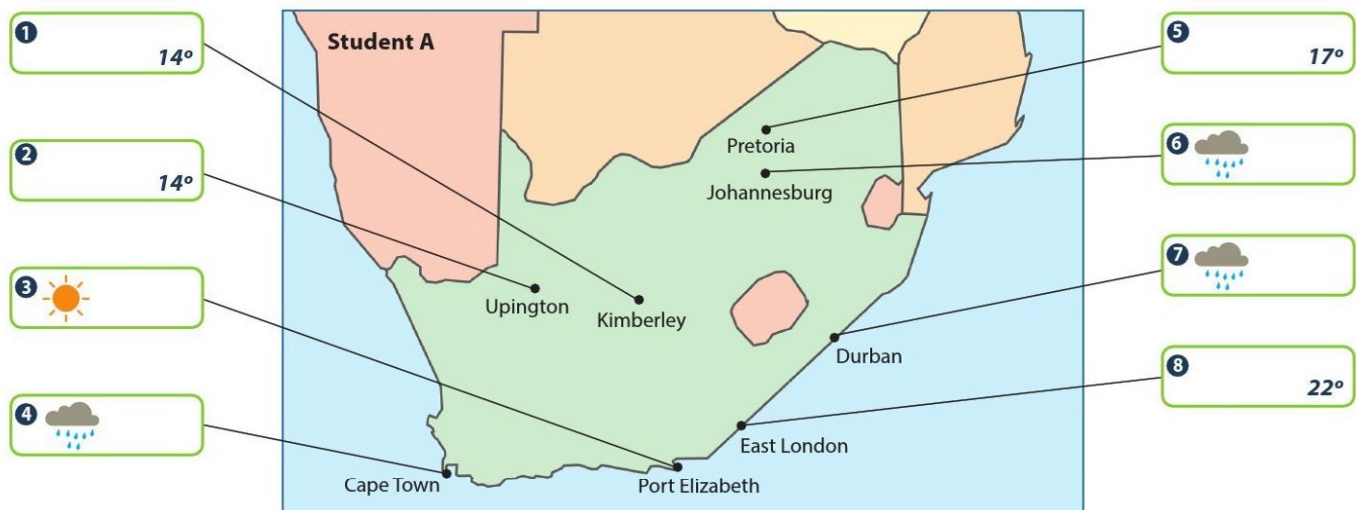 1
14º
2
14º
3
4
Student A
Pretoria
Johannesburg
Upington
Kimberley
Durban
East London
Cape Town
Port Elizabeth
5
17º
6
7
8
22º